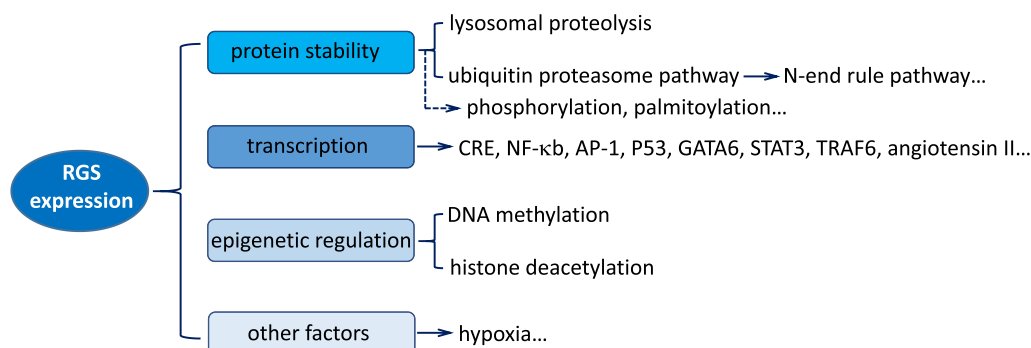 RGS
expression
protein stability
lysosomal proteolysis
ubiquitin proteasome pathway
N-end rule pathway...
phosphorylation, palmitoylation...
transcription
CRE, NF-κb, AP-1, P53, GATA6, STAT3, TRAF6, angiotensin II...
epigenetic regulation
DNA methylation
histone deacetylation
other factors
hypoxia...